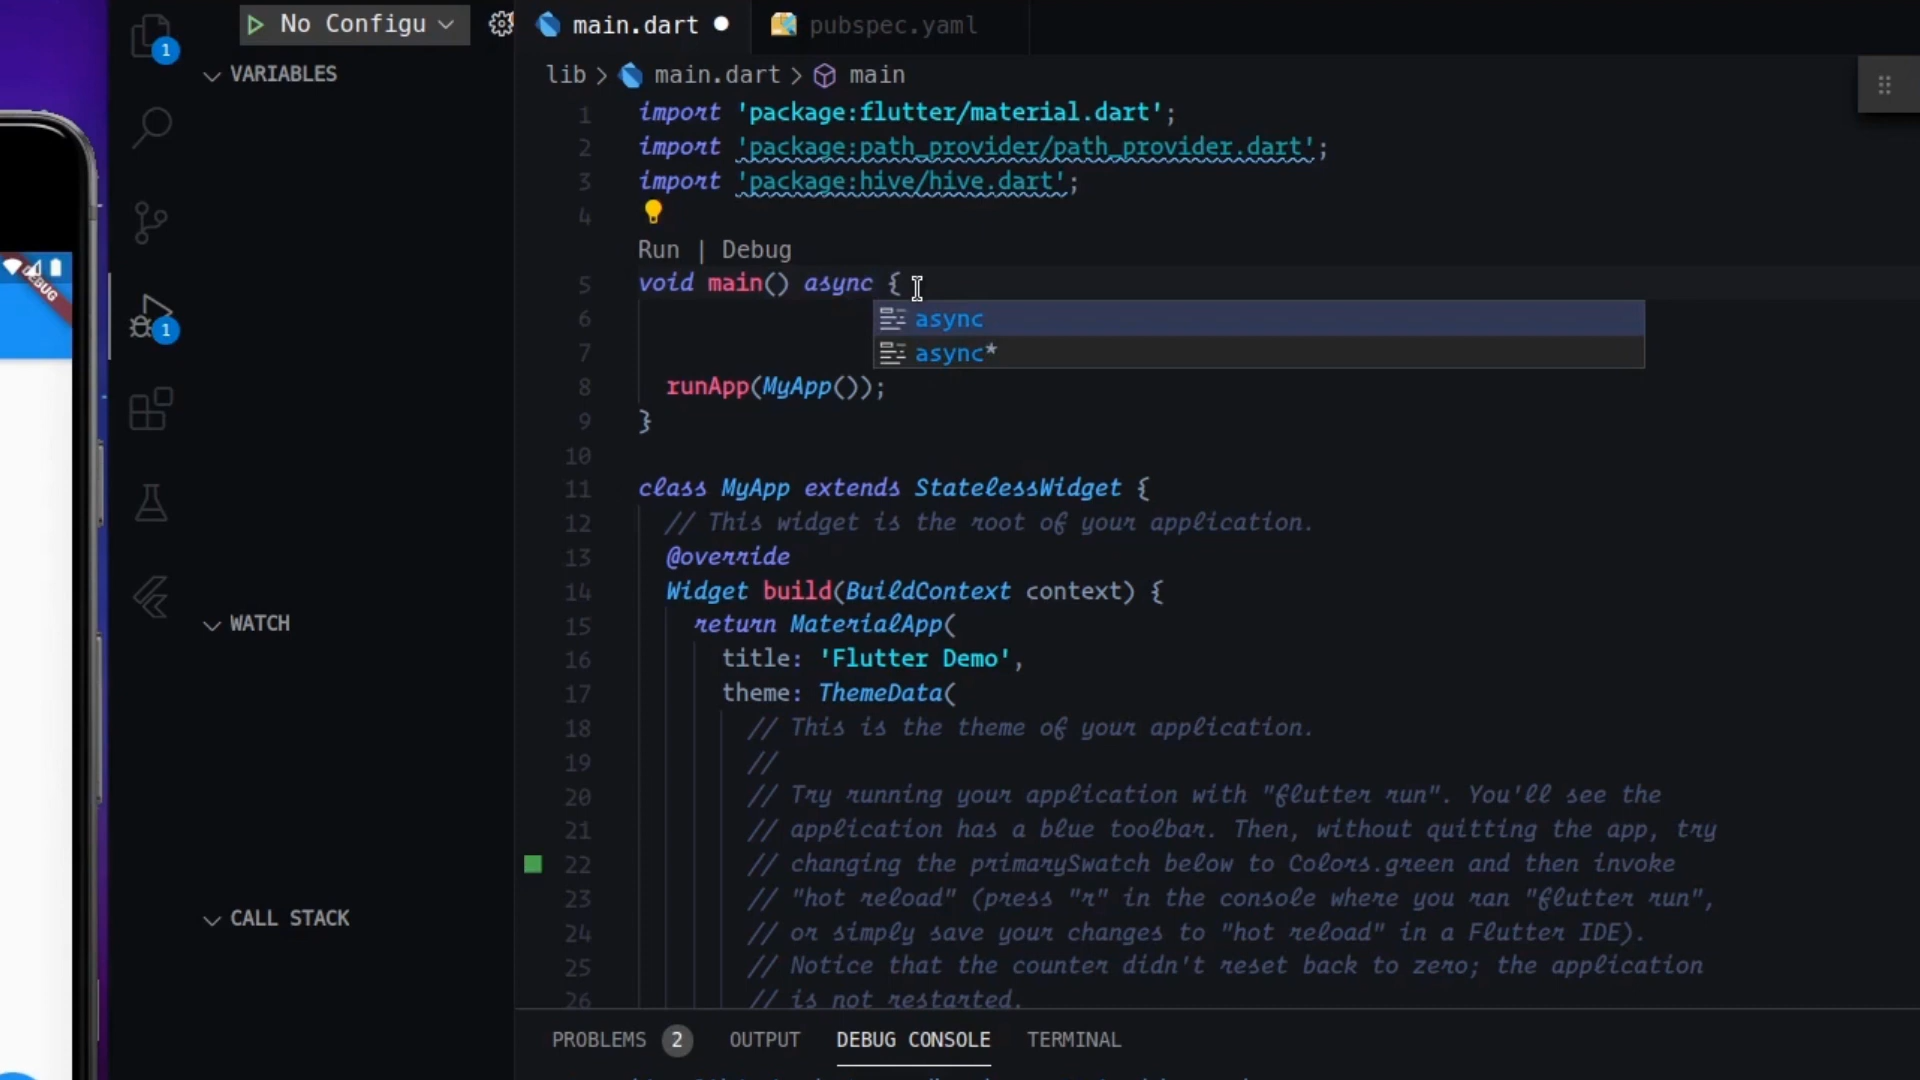 No Configu
main.dart
pubspec.yaml
1
VARIABLES
lib > main.dart > main
1 import 'package:flutter/material.dart';
2 import 'package:path_provider/path_provider.dart';
3 import 'package:hive/hive.dart';
4
Run | Debug
5 void main() async {
6 async
7 async*
8 runApp(MyApp());
9 }
10
11 class MyApp extends StatelessWidget {
12 // This widget is the root of your application.
13 @override
14 Widget build(BuildContext context) {
15 return MaterialApp(
16 title: 'Flutter Demo',
17 theme: ThemeData(
18 // This is the theme of your application.
19 //
20 // Try running your application with "flutter run". You'll see the
21 // application has a blue toolbar. Then, without quitting the app, try
22 // changing the primarySwatch below to Colors.green and then invoke
23 // "hot reload" (press "r" in the console where you ran "flutter run",
24 // or simply save your changes to "hot reload" in a Flutter IDE).
25 // Notice that the counter didn't reset back to zero; the application
26 // is not restarted.
DEBUG
1
WATCH
CALL STACK
PROBLEMS 2 OUTPUT DEBUG CONSOLE TERMINAL